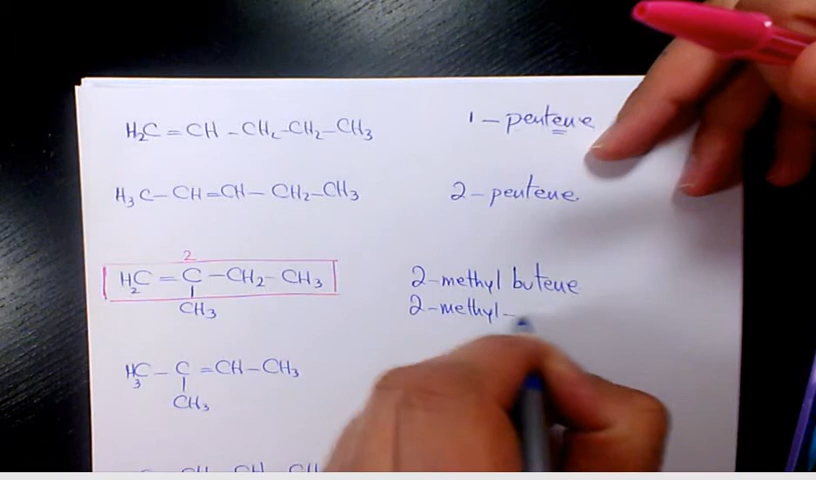 H₂C=CH-CH₂-CH₂-CH₃ 1-pentene
H₃C-CH=CH-CH₂-CH₃ 2-pentene
2
H₂C=C-CH₂-CH₃ 2-methyl butene
CH₃ 2-methyl-
H₃C-C=CH-CH₃
CH₃